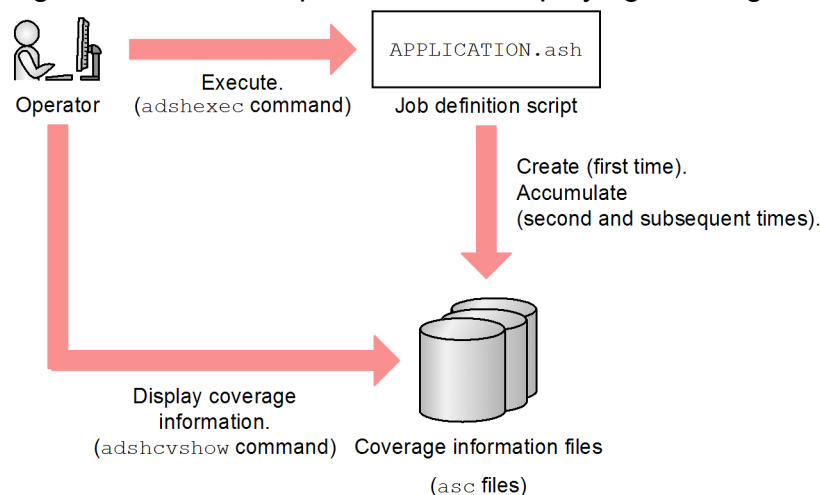 APPLICATION.ash
Execute.
(adshexec command)
Operator
Job definition script
Create (first time).
Accumulate
(second and subsequent times).
Display coverage
information.
(adshcvshow command)
Coverage information files
(asc files)